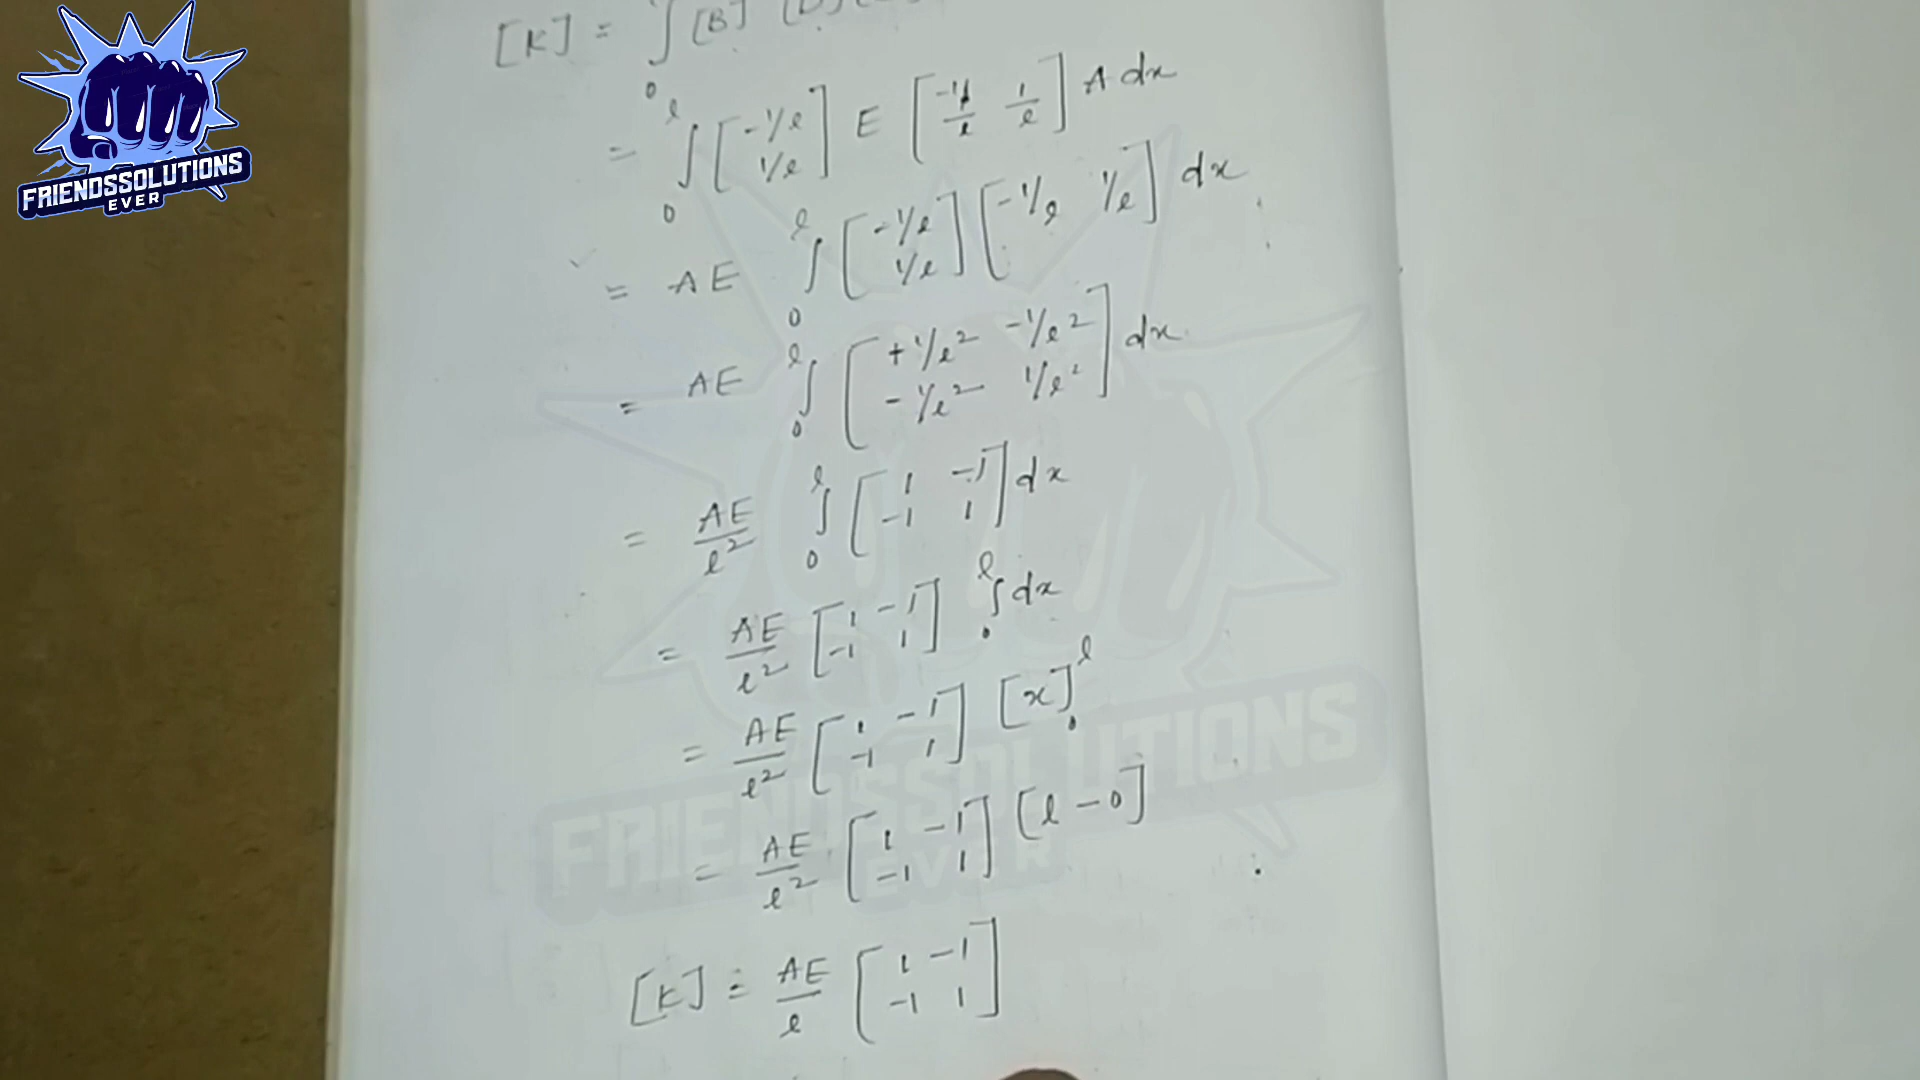 FRIENDSSOLUTIONS
EVER
[K] = ∫ [B]
0
= ∫₀ˡ [-1/l ; 1/l] E [-1/l 1/l] A dx
= AE ∫₀ˡ [-1/l ; 1/l] [-1/l 1/l] dx
= AE ∫₀ˡ [+1/l² -1/l² ; -1/l² 1/l²] dx
= AE/l² ∫₀ˡ [1 -1 ; -1 1] dx
= AE/l² [1 -1 ; -1 1] ∫₀ˡ dx
= AE/l² [1 -1 ; -1 1] [x]₀ˡ
= AE/l² [1 -1 ; -1 1] [l - 0]
[K] = AE/l [1 -1 ; -1 1]
FRIENDSSOLUTIONS
EVER